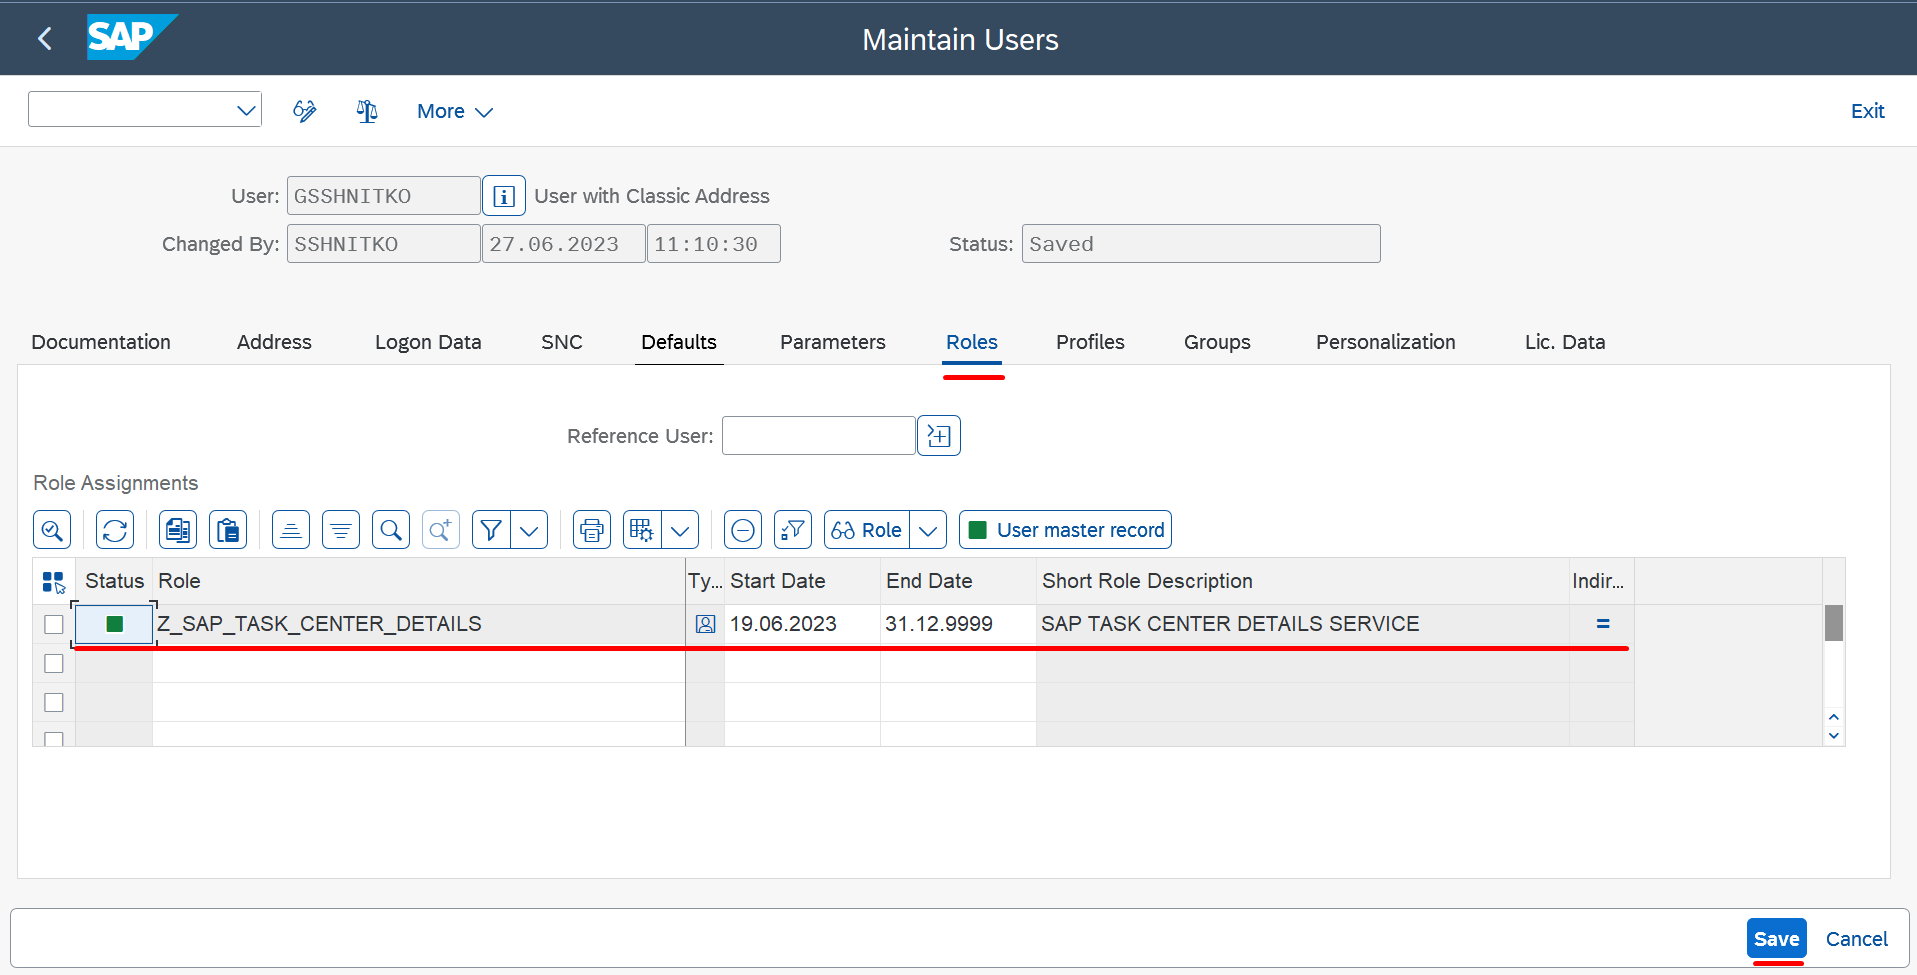 SAP
Maintain Users
More
Exit
User: GSSHNITKO User with Classic Address
Changed By: SSHNITKO 27.06.2023 11:10:30 Status: Saved
Documentation Address Logon Data SNC Defaults Parameters Roles Profiles Groups Personalization Lic. Data
Reference User:
Role Assignments
Role User master record
Status Role Ty... Start Date End Date Short Role Description Indir...
Z_SAP_TASK_CENTER_DETAILS 19.06.2023 31.12.9999 SAP TASK CENTER DETAILS SERVICE =
Save Cancel